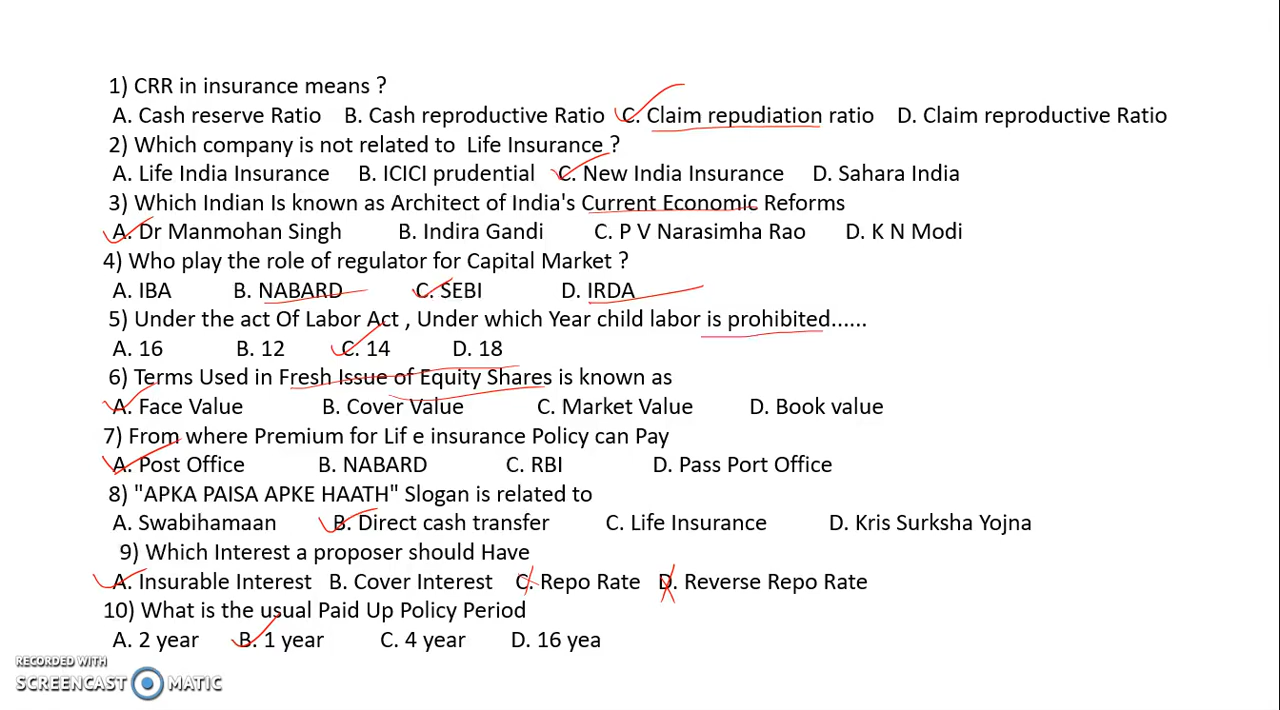 1) CRR in insurance means ?
A. Cash reserve Ratio B. Cash reproductive Ratio C. Claim repudiation ratio D. Claim reproductive Ratio
2) Which company is not related to Life Insurance ?
A. Life India Insurance B. ICICI prudential C. New India Insurance D. Sahara India
3) Which Indian Is known as Architect of India's Current Economic Reforms
A. Dr Manmohan Singh B. Indira Gandi C. P V Narasimha Rao D. K N Modi
4) Who play the role of regulator for Capital Market ?
A. IBA B. NABARD C. SEBI D. IRDA
5) Under the act Of Labor Act , Under which Year child labor is prohibited......
A. 16 B. 12 C. 14 D. 18
6) Terms Used in Fresh Issue of Equity Shares is known as
A. Face Value B. Cover Value C. Market Value D. Book value
7) From where Premium for Lif e insurance Policy can Pay
A. Post Office B. NABARD C. RBI D. Pass Port Office
8) "APKA PAISA APKE HAATH" Slogan is related to
A. Swabihamaan B. Direct cash transfer C. Life Insurance D. Kris Surksha Yojna
9) Which Interest a proposer should Have
A. Insurable Interest B. Cover Interest C. Repo Rate D. Reverse Repo Rate
10) What is the usual Paid Up Policy Period
A. 2 year B. 1 year C. 4 year D. 16 yea
RECORDED WITH
SCREENCAST MATIC